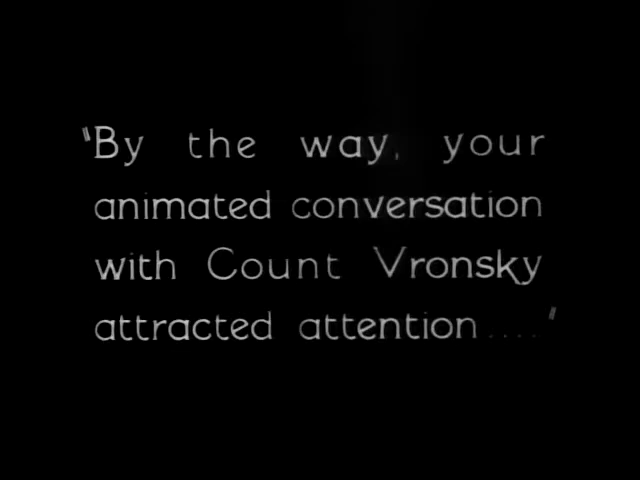 "By the way, your
animated conversation
with Count Vronsky
attracted attention...."